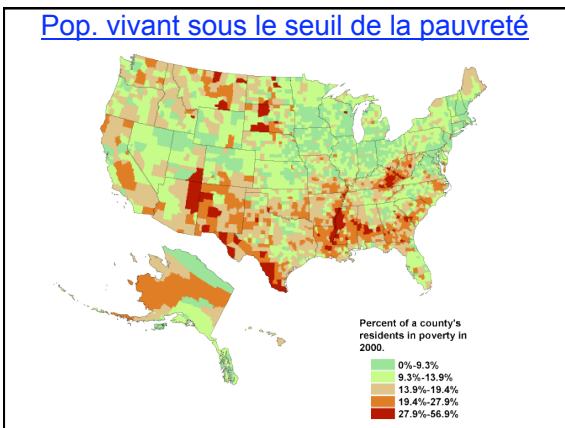 Pop. vivant sous le seuil de la pauvreté
Percent of a county's
residents in poverty in
2000.
0%-9.3%
9.3%-13.9%
13.9%-19.4%
19.4%-27.9%
27.9%-56.9%